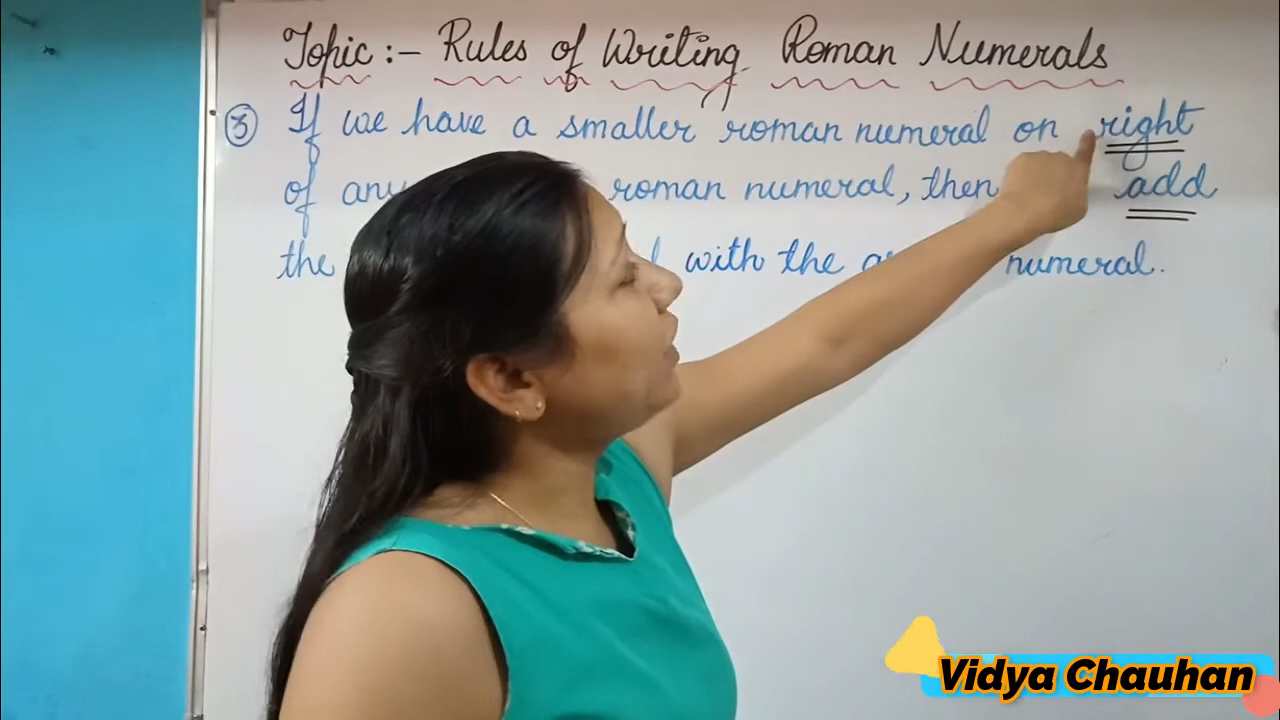 Topic :- Rules of Writing Roman Numerals
3 If we have a smaller roman numeral on right
of any roman numeral, then add
the with the numeral.
Vidya Chauhan